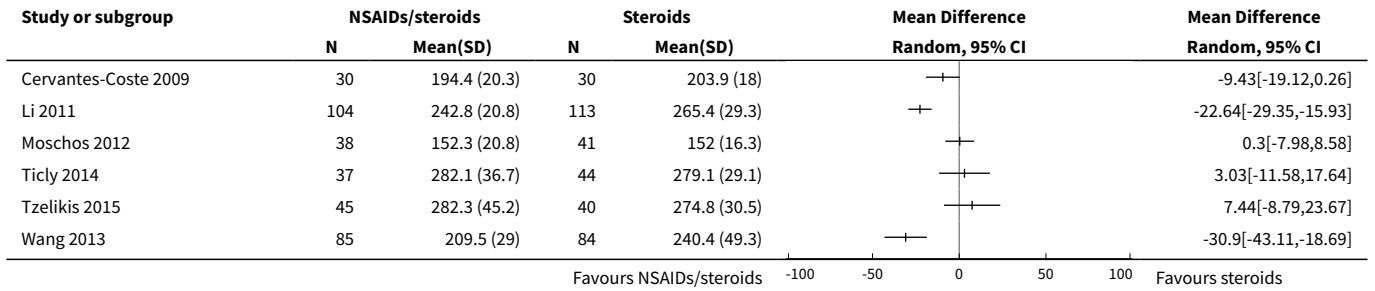 Study or subgroup NSAIDs/steroids Steroids Mean Difference Mean Difference
N Mean(SD) N Mean(SD) Random, 95% CI Random, 95% CI
Cervantes-Coste 2009 30 194.4 (20.3) 30 203.9 (18) -9.43[-19.12,0.26]
Li 2011 104 242.8 (20.8) 113 265.4 (29.3) -22.64[-29.35,-15.93]
Moschos 2012 38 152.3 (20.8) 41 152 (16.3) 0.3[-7.98,8.58]
Ticly 2014 37 282.1 (36.7) 44 279.1 (29.1) 3.03[-11.58,17.64]
Tzelikis 2015 45 282.3 (45.2) 40 274.8 (30.5) 7.44[-8.79,23.67]
Wang 2013 85 209.5 (29) 84 240.4 (49.3) -30.9[-43.11,-18.69]
Favours NSAIDs/steroids -100 -50 0 50 100 Favours steroids